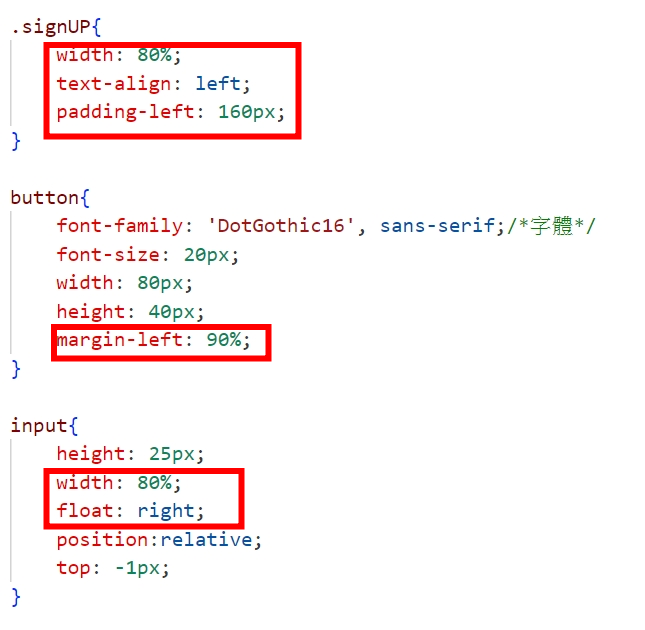 .signUP{
width: 80%;
text-align: left;
padding-left: 160px;
}
button{
font-family: 'DotGothic16', sans-serif;/*字體*/
font-size: 20px;
width: 80px;
height: 40px;
margin-left: 90%;
}
input{
height: 25px;
width: 80%;
float: right;
position:relative;
top: -1px;
}